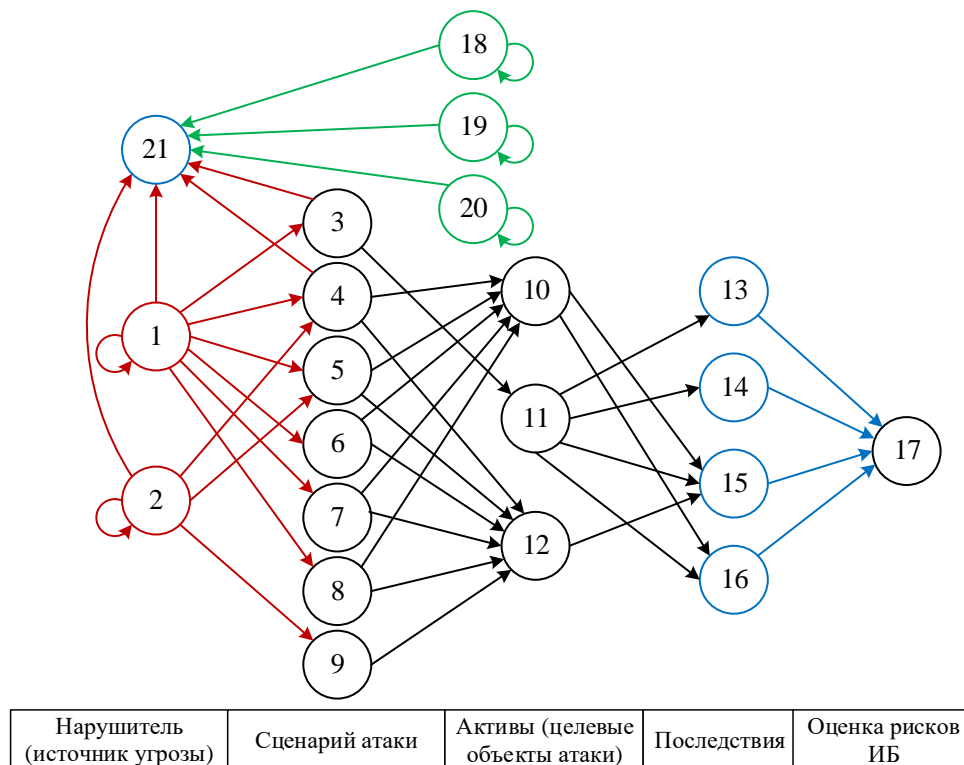 18
19
21
20
3
4
10
13
1
5
14
11
6
17
15
2
7
12
16
8
9
Нарушитель
(источник угрозы)
Сценарий атаки
Активы (целевые
объекты атаки)
Последствия
Оценка рисков
ИБ